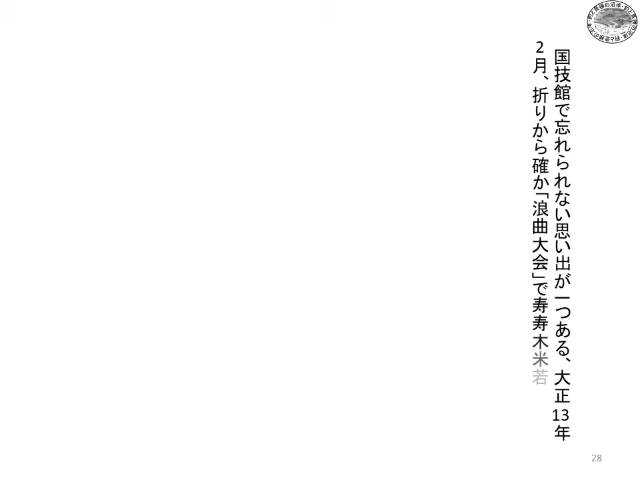 国技館で忘れられない思い出が一つある、大正13年
2月、折りから確か「浪曲大会」で寿寿木米若
28